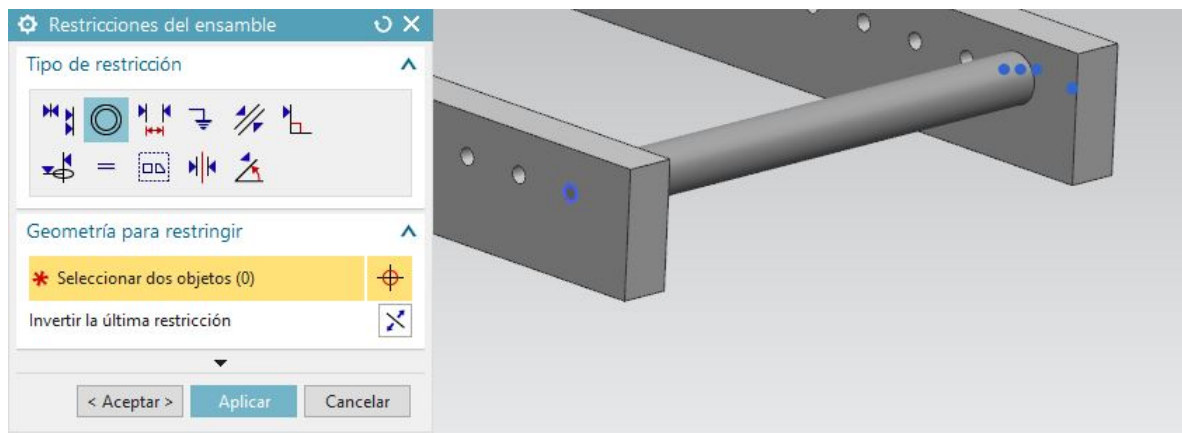 Restricciones del ensamble
Tipo de restricción
Geometría para restringir
* Seleccionar dos objetos (0)
Invertir la última restricción
< Aceptar >
Aplicar
Cancelar